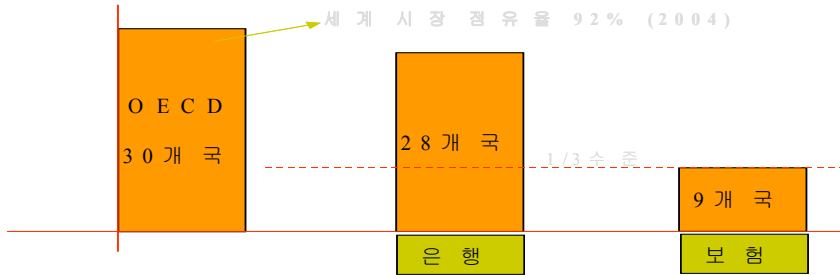 세계 시장 점유율 92% (2004)
OECD
30개 국
28개 국
1/3수준
9개 국
은행
보험